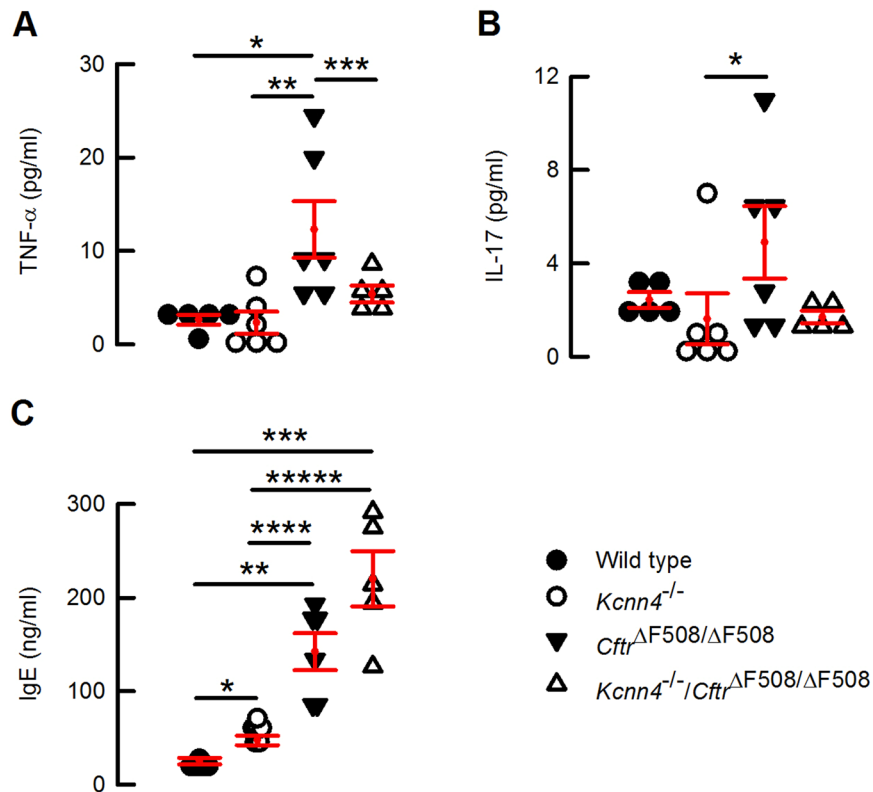 A
TNF-α (pg/ml)
30
20
10
0
*
**
***
B
IL-17 (pg/ml)
12
8
4
0
*
C
IgE (ng/ml)
300
200
100
0
***
*****
****
**
*
Wild type
Kcnn4-/-
CftrΔF508/ΔF508
Kcnn4-/-/CftrΔF508/ΔF508